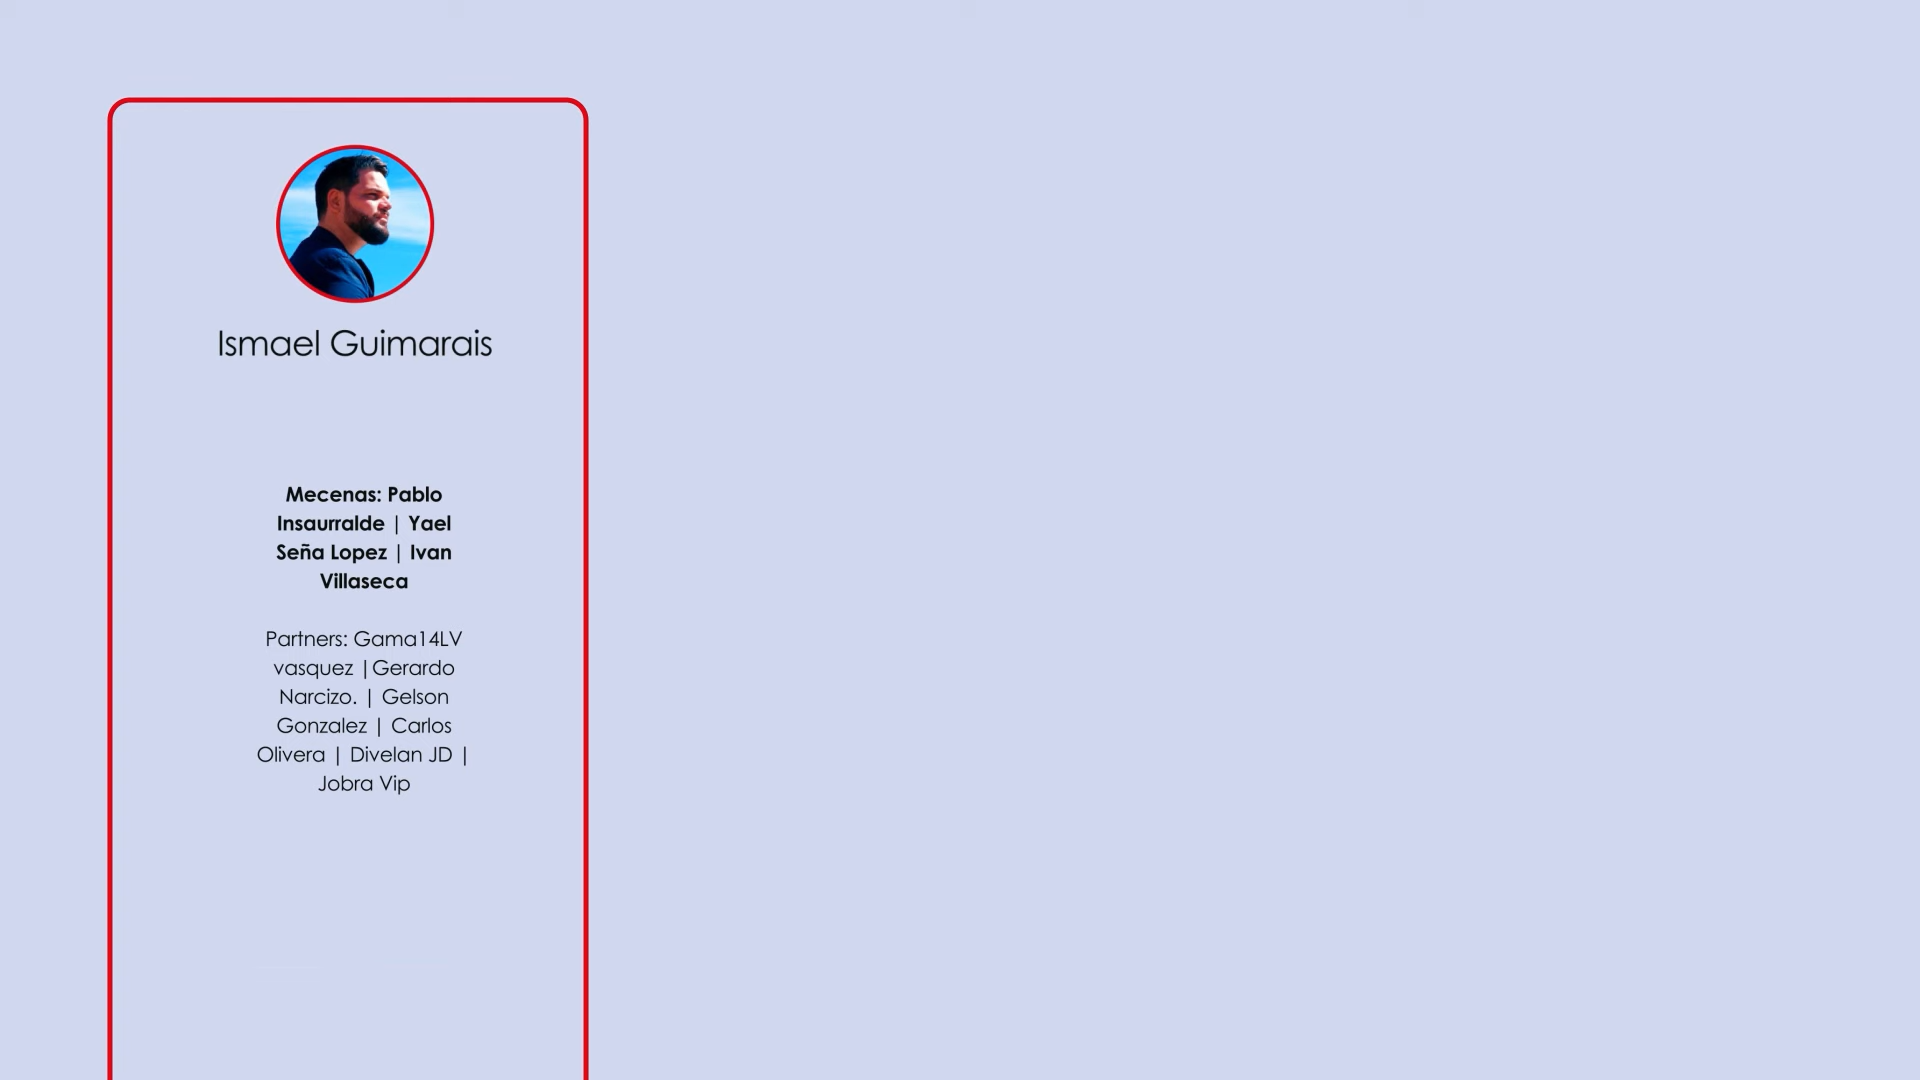 Ismael Guimarais
Mecenas: Pablo
Insaurralde | Yael
Seña Lopez | Ivan
Villaseca
Partners: Gama14LV
vasquez |Gerardo
Narcizo. | Gelson
Gonzalez | Carlos
Olivera | Divelan JD |
Jobra Vip